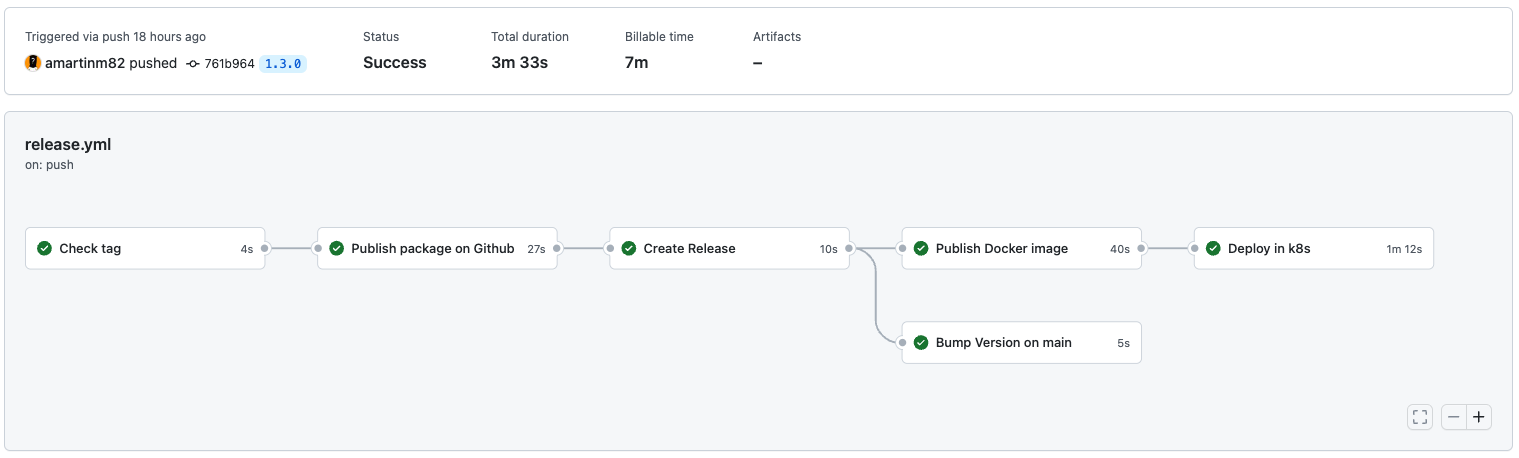 Triggered via push 18 hours ago
amartinm82 pushed 761b964 1.3.0
Status
Success
Total duration
3m 33s
Billable time
7m
Artifacts
–
release.yml
on: push
Check tag 4s
Publish package on Github 27s
Create Release 10s
Publish Docker image 40s
Deploy in k8s 1m 12s
Bump Version on main 5s